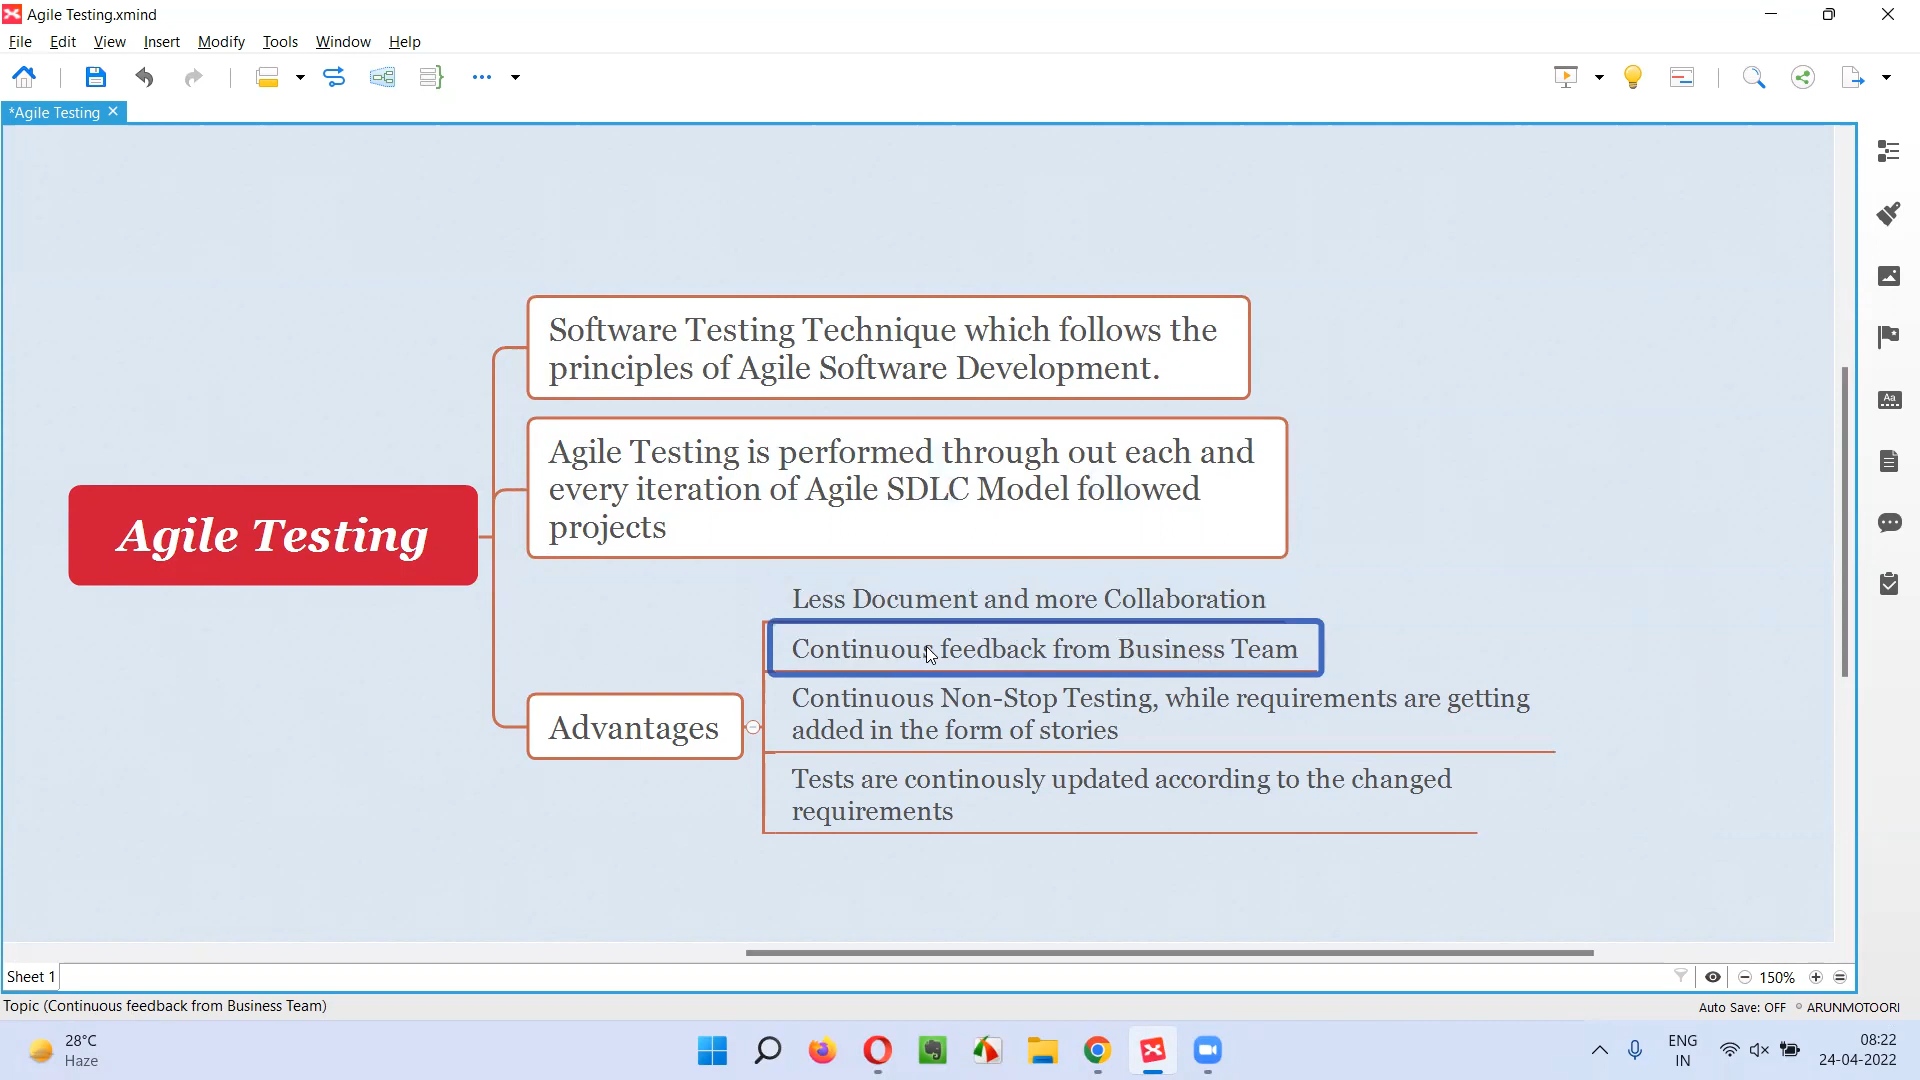 Agile Testing.xmind
File Edit View Insert Modify Tools Window Help
*Agile Testing
Software Testing Technique which follows the
principles of Agile Software Development.
Agile Testing is performed through out each and
every iteration of Agile SDLC Model followed
projects
Agile Testing
Less Document and more Collaboration
Continuous feedback from Business Team
Continuous Non-Stop Testing, while requirements are getting
added in the form of stories
Advantages
Tests are continously updated according to the changed
requirements
Aa
Sheet 1
150%
Topic (Continuous feedback from Business Team)
Auto Save: OFF ARUNMOTOORI
28°C
Haze
ENG
IN
08:22
24-04-2022